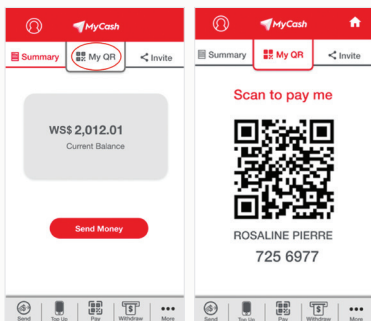 MyCash
Summary
My QR
Invite
WS$ 2,012.01
Current Balance
Send Money
Send
Top Up
Pay
Withdraw
More
MyCash
Summary
My QR
Invite
Scan to pay me
ROSALINE PIERRE
725 6977
Send
Top Up
Pay
Withdraw
More